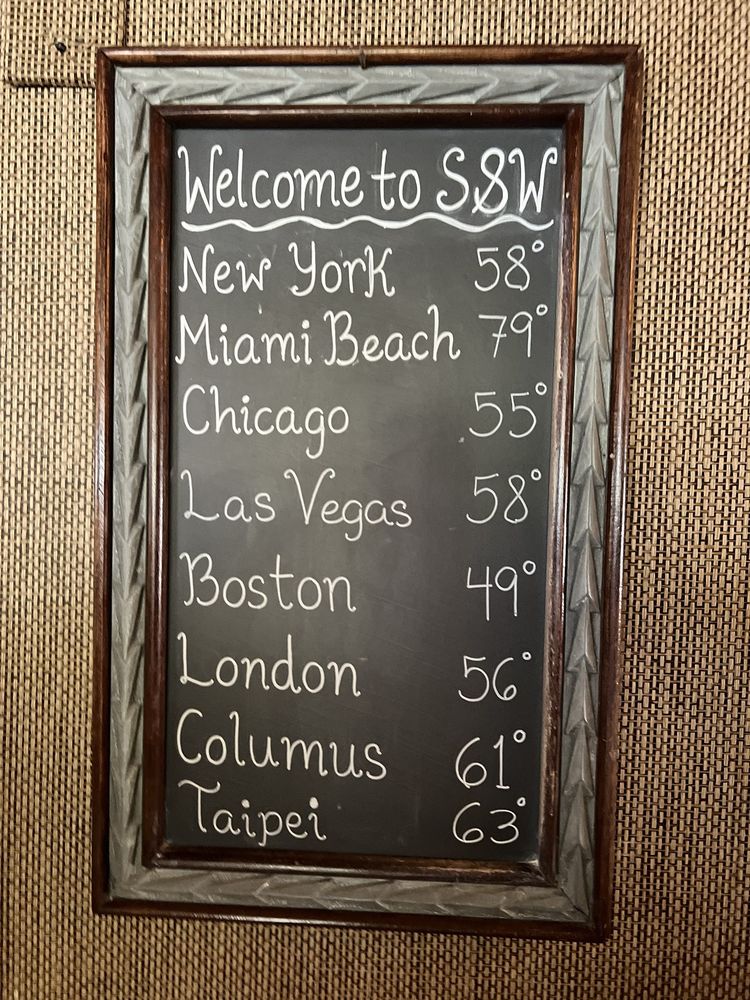 Welcome to S&W
New York 58°
Miami Beach 79°
Chicago 55°
Las Vegas 58°
Boston 49°
London 56°
Columus 61°
Taipei 63°